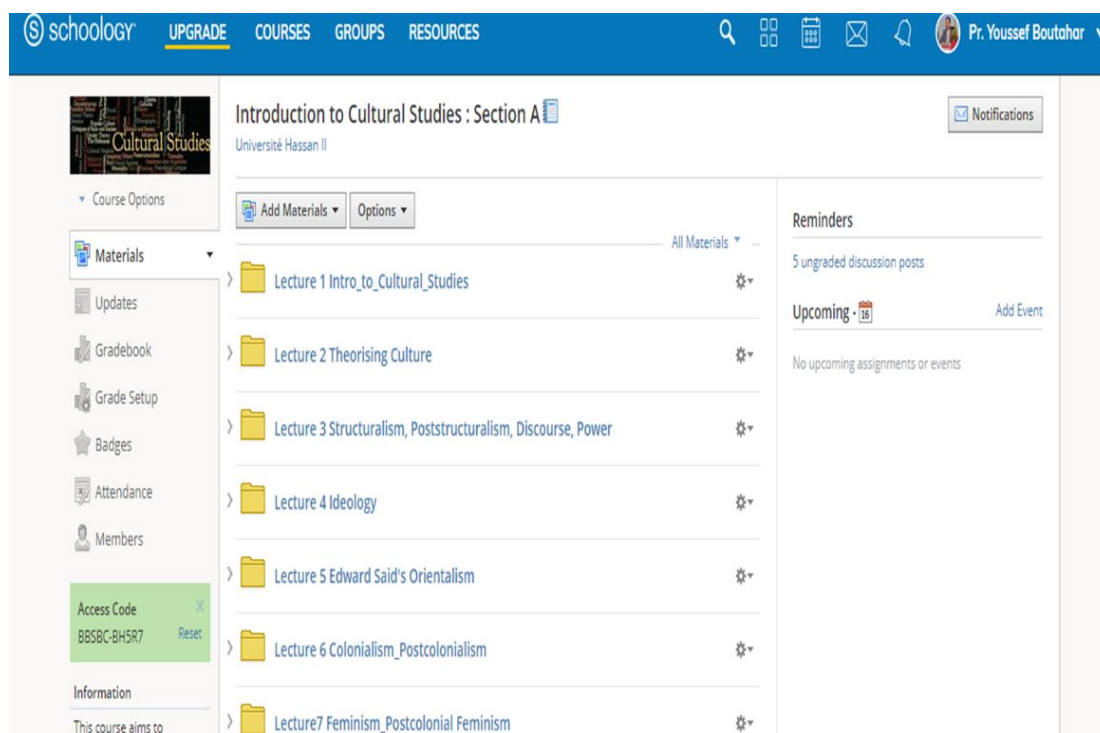 schoology UPGRADE COURSES GROUPS RESOURCES Pr. Youssef Boutahar
Cultural Studies
Introduction to Cultural Studies : Section A
Notifications
Université Hassan II
Course Options
Add Materials Options
All Materials
Materials
Updates
Gradebook
Grade Setup
Badges
Attendance
Members
Access Code
BBSBC-BH5R7 Reset
Information
This course aims to
Lecture 1 Intro_to_Cultural_Studies
Lecture 2 Theorising Culture
Lecture 3 Structuralism, Poststructuralism, Discourse, Power
Lecture 4 Ideology
Lecture 5 Edward Said's Orientalism
Lecture 6 Colonialism_Postcolonialism
Lecture7 Feminism_Postcolonial Feminism
Reminders
5 ungraded discussion posts
Upcoming · 16 Add Event
No upcoming assignments or events